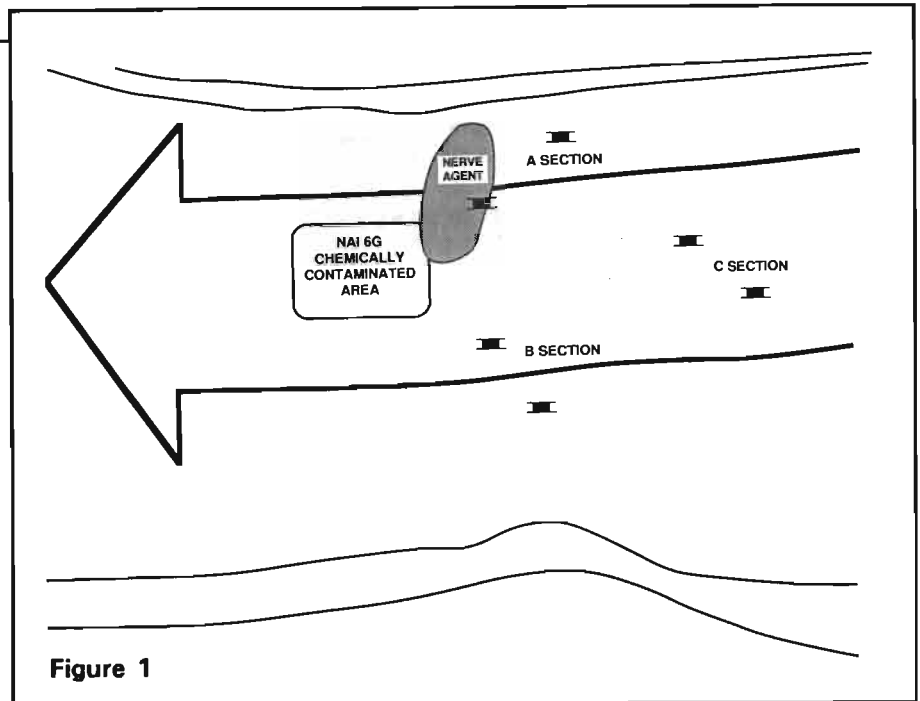 NERVE
AGENT
A SECTION
NAI 6G
CHEMICALLY
CONTAMINATED
AREA
C SECTION
B SECTION
Figure 1